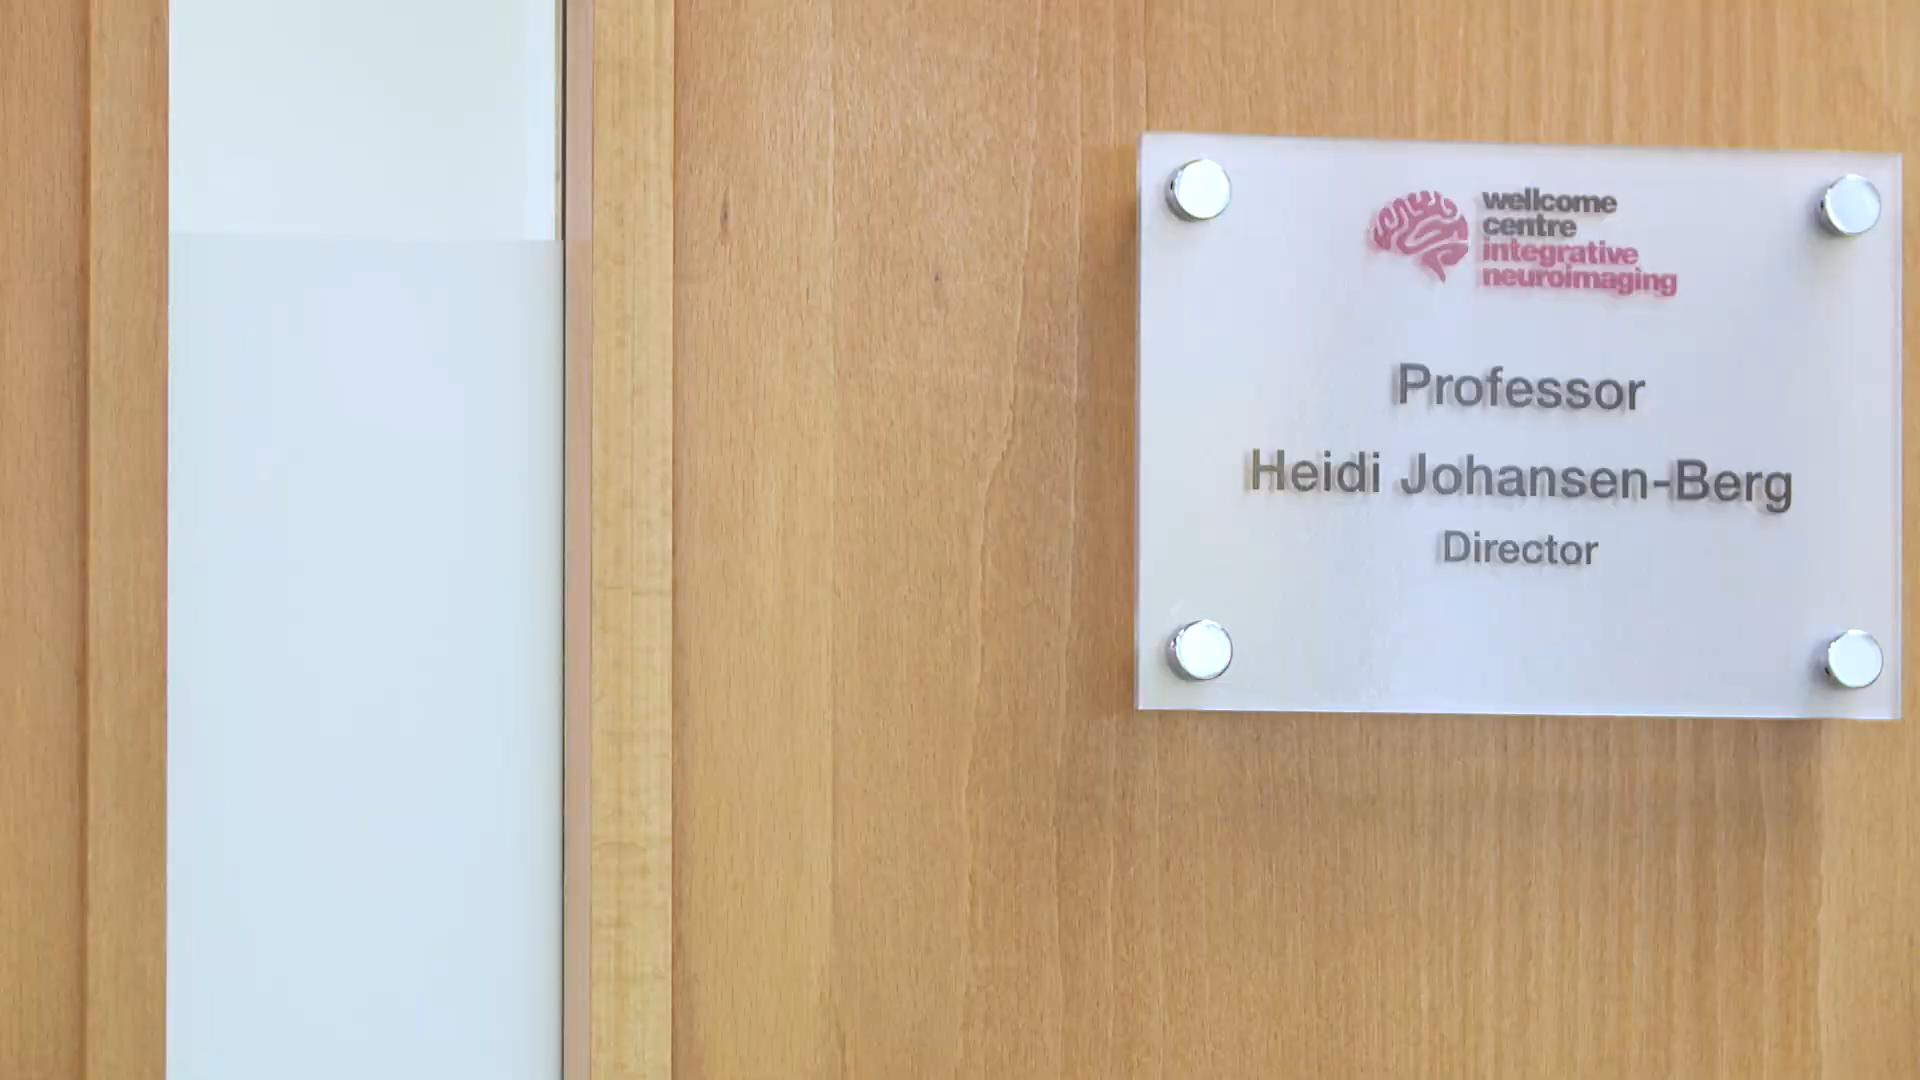 wellcome
centre
integrative
neuroimaging
Professor
Heidi Johansen-Berg
Director